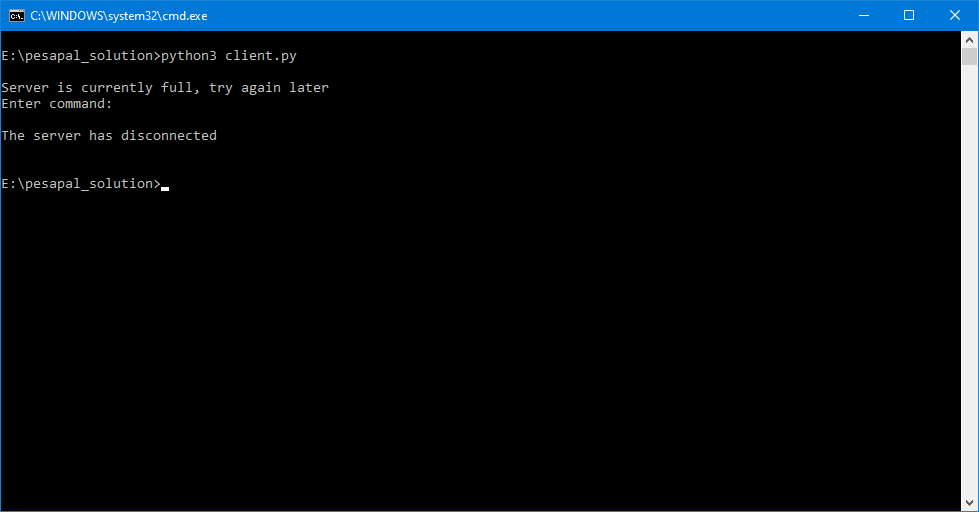 C:\WINDOWS\system32\cmd.exe
E:\pesapal_solution>python3 client.py
Server is currently full, try again later
Enter command:
The server has disconnected
E:\pesapal_solution>